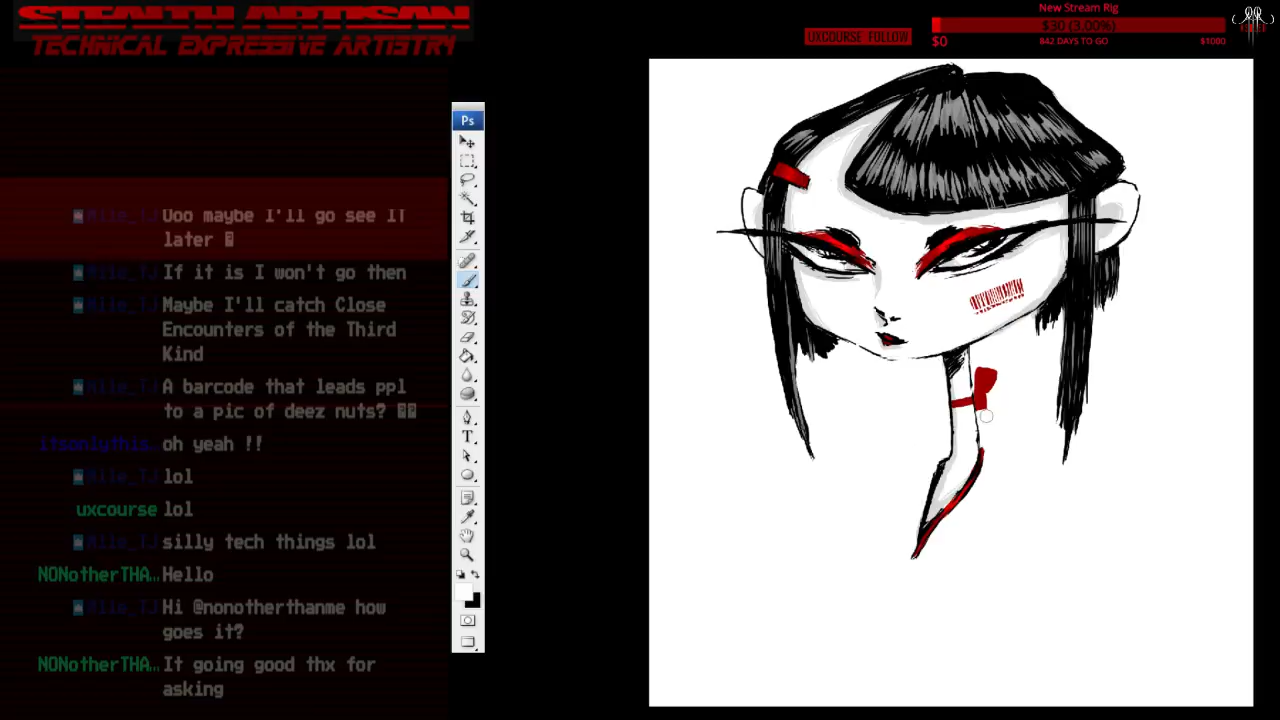 STEALTH ARTISAN
TECHNICAL EXPRESSIVE ARTISTRY
UXCOURSE FOLLOW
New Stream Rig
$30 (3.00%)
$0
842 DAYS TO GO
$1000
Ps
T
Ooo maybe I'll go see IT
later
If it is I won't go then
Maybe I'll catch Close
Encounters of the Third
Kind
A barcode that leads ppl
to a pic of deez nuts?
itsonlythis… oh yeah !!
lol
uxcourse lol
silly tech things lol
NONotherTHA… Hello
Hi @nonotherthanme how
goes it?
NONotherTHA… It going good thx for
asking